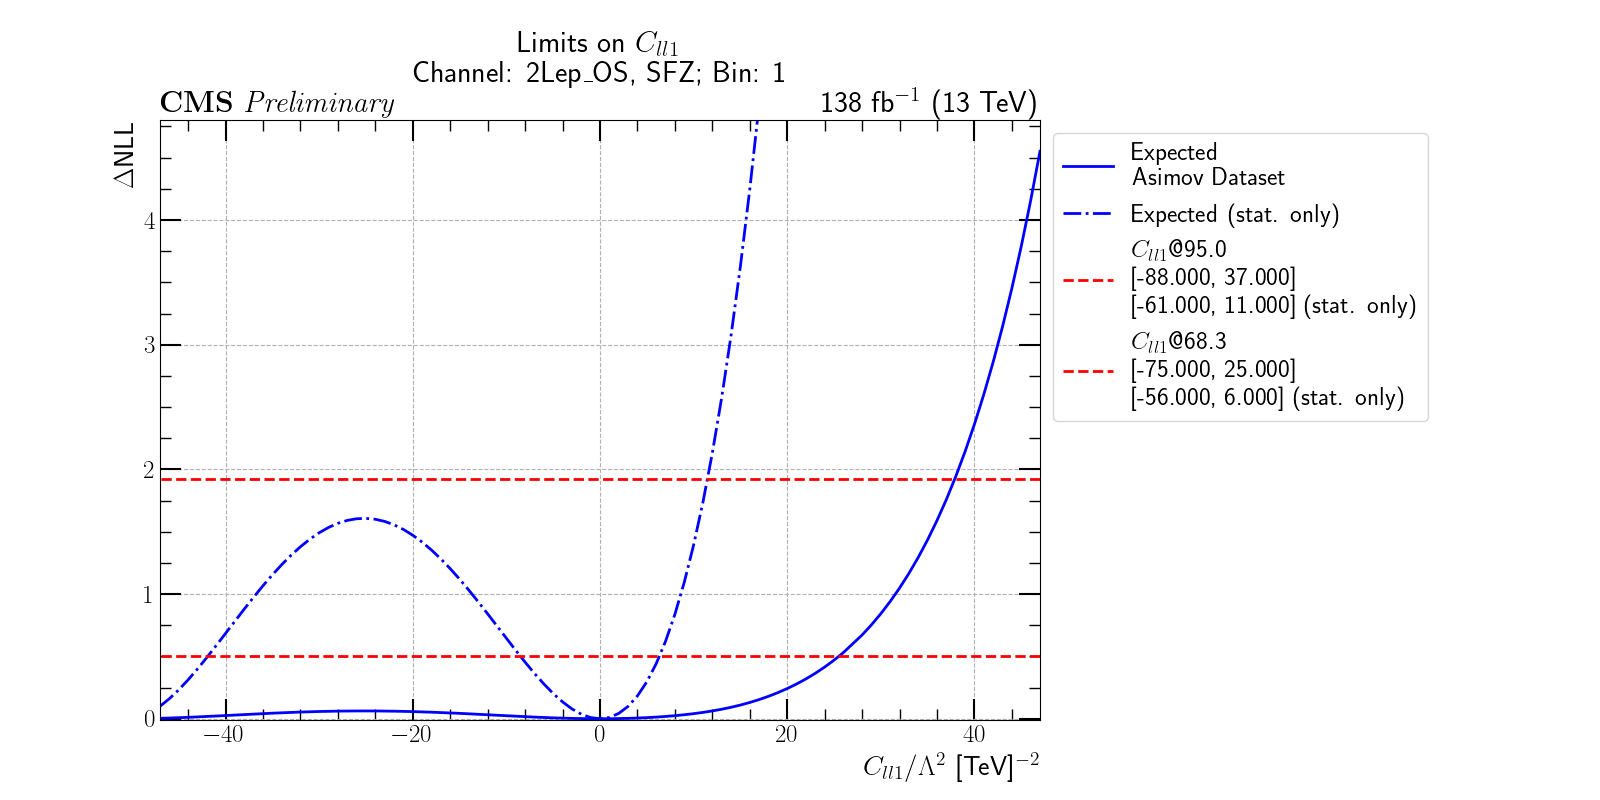 Limits on C_{ll1}
Channel: 2Lep_OS, SFZ; Bin: 1
CMS Preliminary
138 fb^{−1} (13 TeV)
ΔNLL
4
3
2
1
0
−40
−20
0
20
40
C_{ll1}/Λ^2 [TeV]^{−2}
Expected
Asimov Dataset
Expected (stat. only)
C_{ll1}@95.0
[-88.000, 37.000]
[-61.000, 11.000] (stat. only)
C_{ll1}@68.3
[-75.000, 25.000]
[-56.000, 6.000] (stat. only)